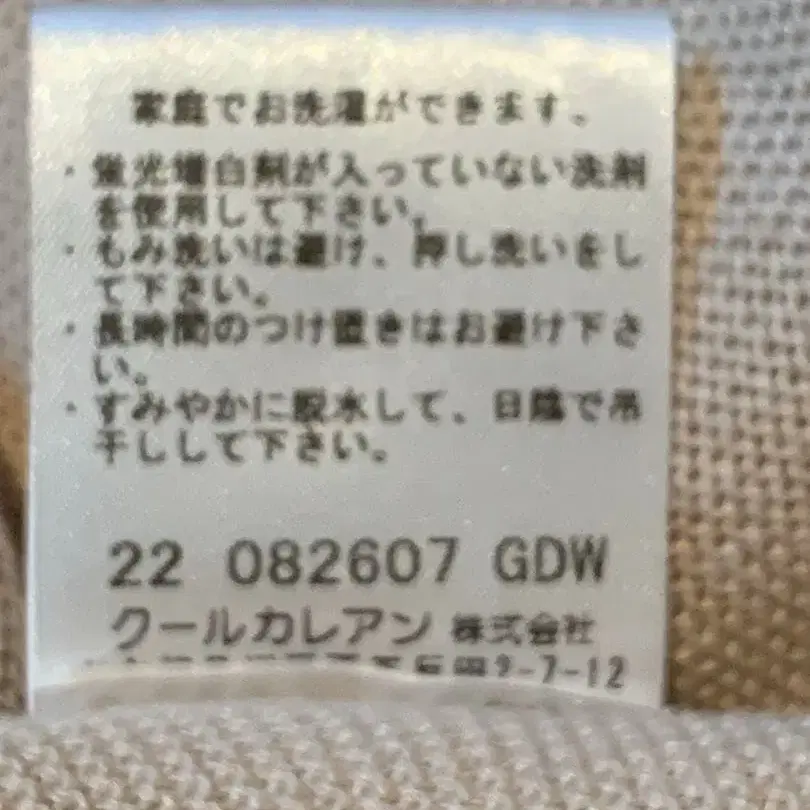 家庭でお洗濯ができます。
・蛍光増白剤が入っていない洗剤
を使用して下さい。
・もみ洗いは避け、押し洗いをし
て下さい。
・長時間のつけ置きはお避け下さ
い。
・すみやかに脱水して、日陰で吊
干しして下さい。
22 082607 GDW
クールカレアン 株式会社
2-7-12